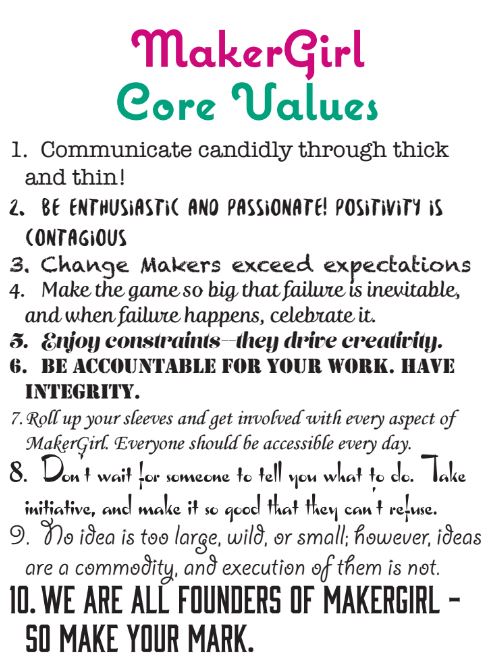 MakerGirl
Core Values
1. Communicate candidly through thick
and thin!
2. BE ENTHUSIASTIC AND PASSIONATE! POSITIVITY IS
CONTAGIOUS
3. Change Makers exceed expectations
4. Make the game so big that failure is inevitable,
and when failure happens, celebrate it.
5. Enjoy constraints—they drive creativity.
6. BE ACCOUNTABLE FOR YOUR WORK. HAVE
INTEGRITY.
7. Roll up your sleeves and get involved with every aspect of
MakerGirl. Everyone should be accessible every day.
8. Don't wait for someone to tell you what to do. Take
initiative, and make it so good that they can't refuse.
9. No idea is too large, wild, or small; however, ideas
are a commodity, and execution of them is not.
10. WE ARE ALL FOUNDERS OF MAKERGIRL -
SO MAKE YOUR MARK.